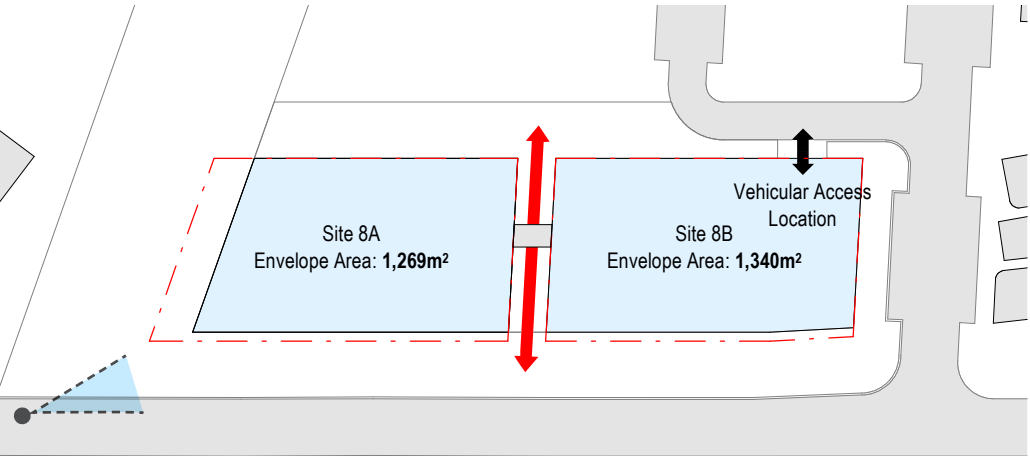 Vehicular Access
Location
Site 8A
Envelope Area: 1,269m²
Site 8B
Envelope Area: 1,340m²